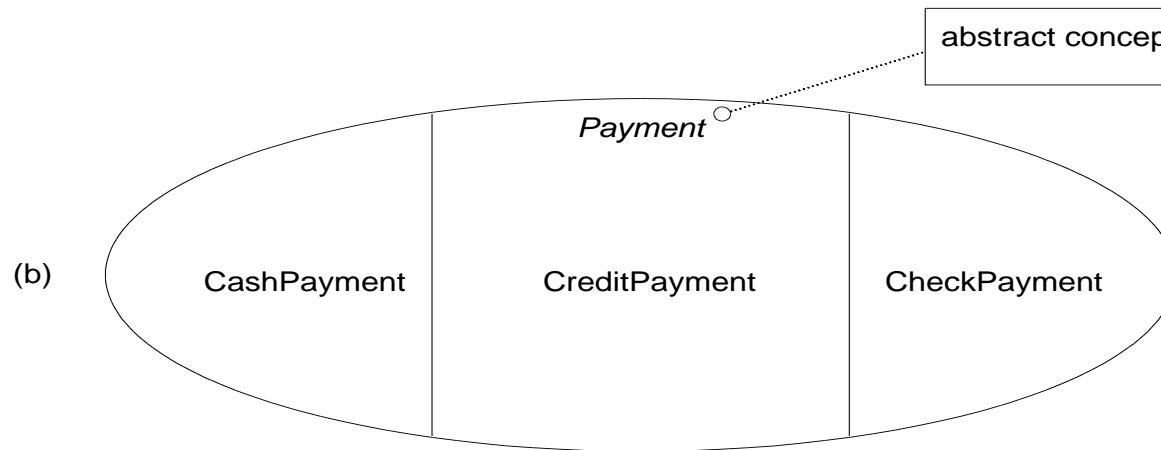 abstract concep
Payment
(b)
CashPayment
CreditPayment
CheckPayment